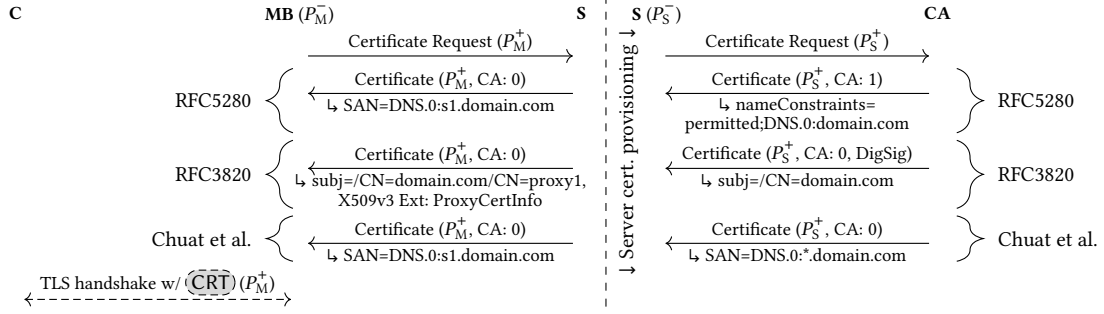 C MB (P_M^-) S S (P_S^-) CA
Certificate Request (P_M^+) Certificate Request (P_S^+)
RFC5280 Certificate (P_M^+, CA: 0) Certificate (P_S^+, CA: 1) RFC5280
↳ SAN=DNS.0:s1.domain.com ↳ nameConstraints=
permitted;DNS.0:domain.com
RFC3820 Certificate (P_M^+, CA: 0) Certificate (P_S^+, CA: 0, DigSig) RFC3820
↳ subj=/CN=domain.com/CN=proxy1, ↳ subj=/CN=domain.com
X509v3 Ext: ProxyCertInfo
Chuat et al. Certificate (P_M^+, CA: 0) Certificate (P_S^+, CA: 0) Chuat et al.
↳ SAN=DNS.0:s1.domain.com ↳ SAN=DNS.0:*.domain.com
TLS handshake w/ CRT (P_M^+)
↓ Server cert. provisioning ↓